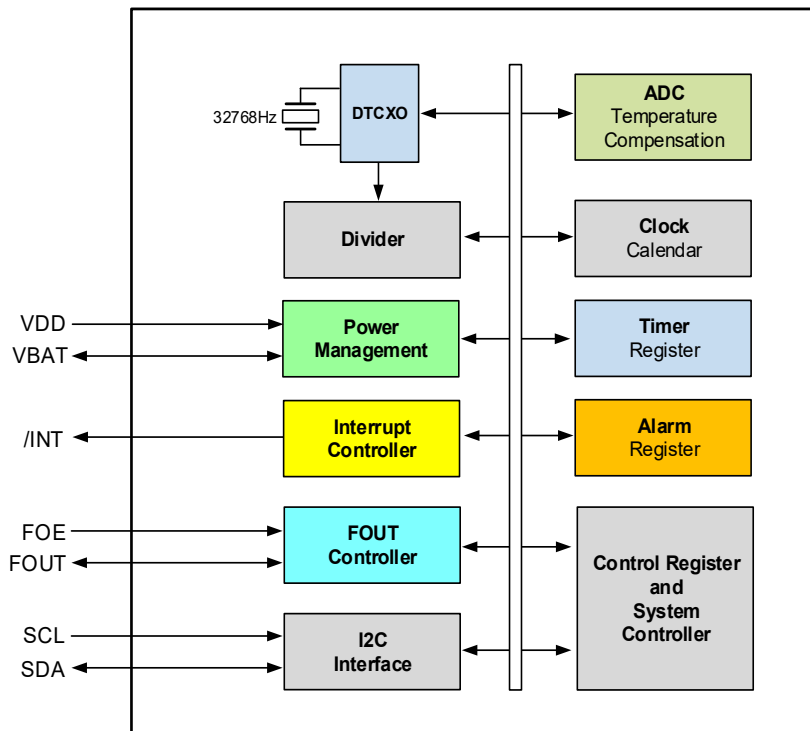 32768Hz
DTCXO
ADC
Temperature
Compensation
Divider
Clock
Calendar
VDD
VBAT
Power
Management
Timer
Register
/INT
Interrupt
Controller
Alarm
Register
FOE
FOUT
FOUT
Controller
Control Register
and
System
Controller
SCL
SDA
I2C
Interface